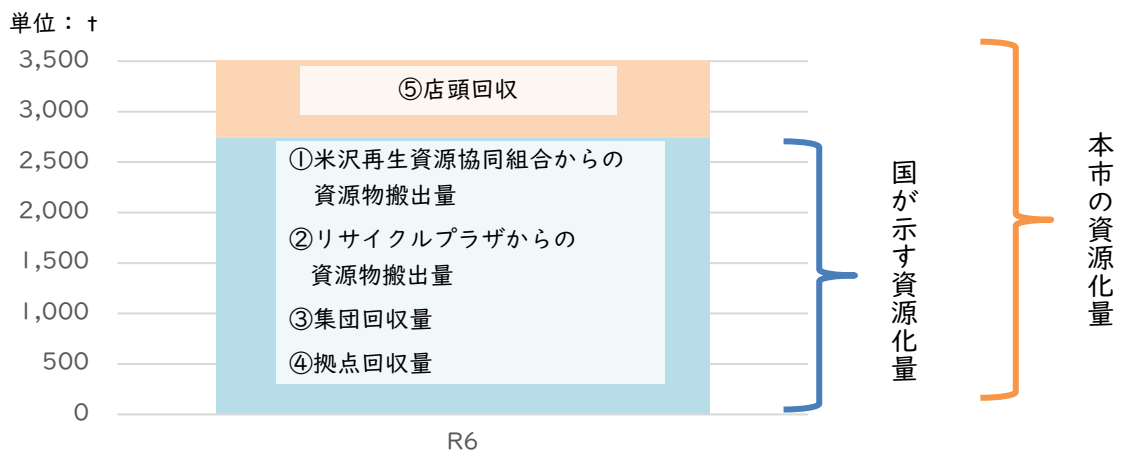 単位：t
3,500
3,000
2,500
2,000
1,500
1,000
500
0
⑤店頭回収
①米沢再生資源協同組合からの
資源物搬出量
②リサイクルプラザからの
資源物搬出量
③集団回収量
④拠点回収量
R6
国が示す資源化量
本市の資源化量